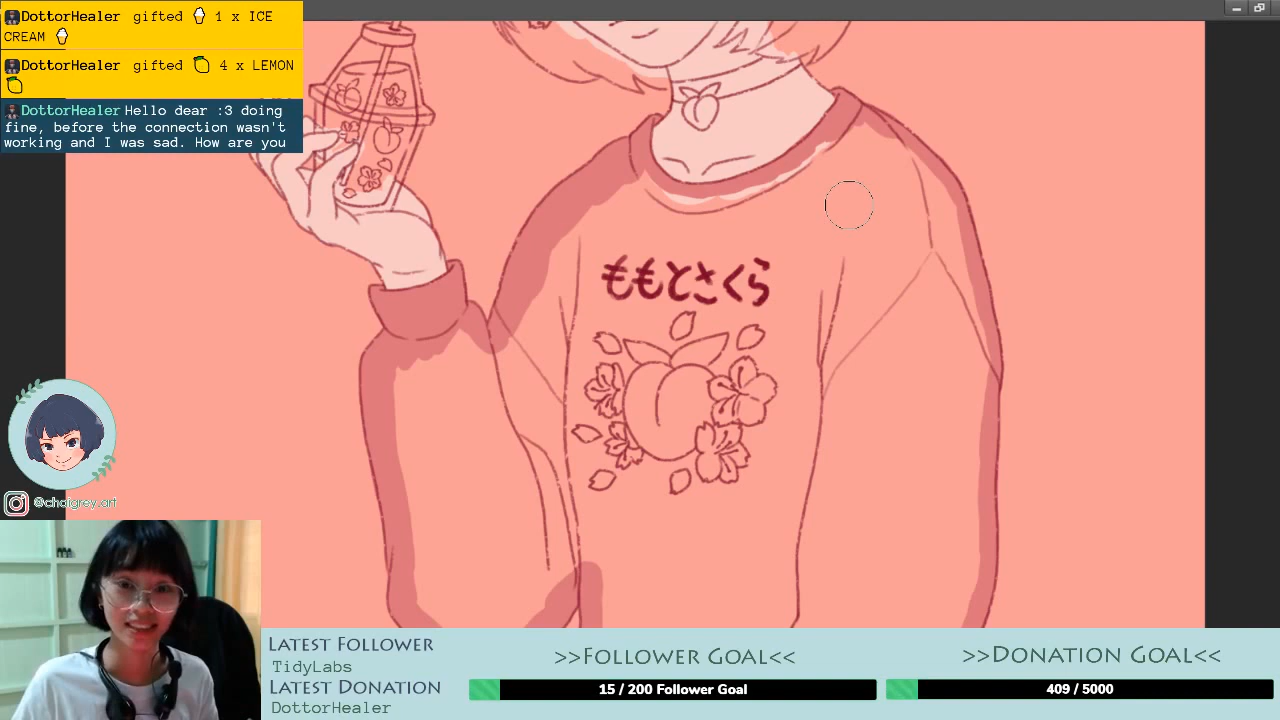 DottorHealer gifted 1 x ICE
CREAM
DottorHealer gifted 4 x LEMON
DottorHealer Hello dear :3 doing
fine, before the connection wasn't
working and I was sad. How are you
ももとさくら
@chaigrey.art
LATEST FOLLOWER
TidyLabs
LATEST DONATION
DottorHealer
>>FOLLOWER GOAL<<
15 / 200 Follower Goal
>>DONATION GOAL<<
409 / 5000